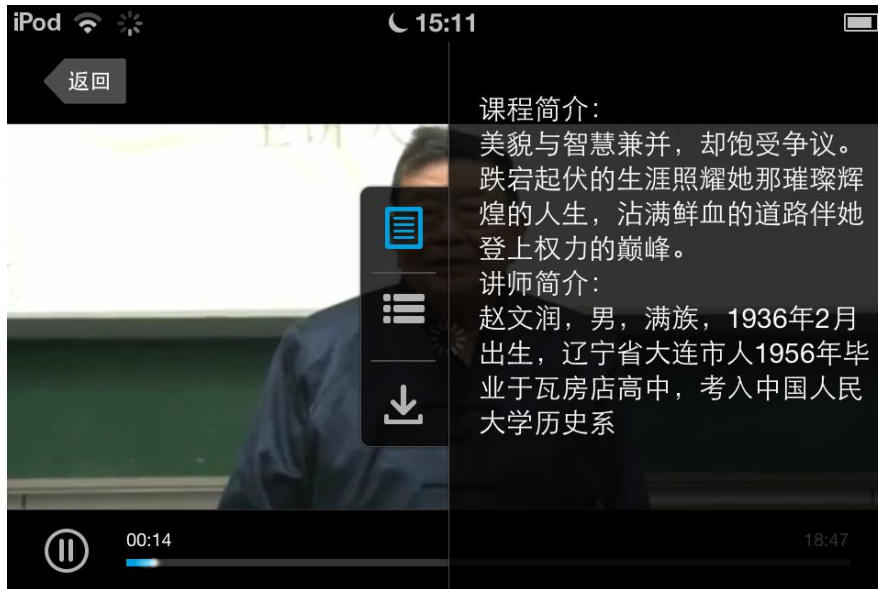 iPod 15:11
返回
课程简介：
美貌与智慧兼并，却饱受争议。
跌宕起伏的生涯照耀她那璀璨辉
煌的人生，沾满鲜血的道路伴她
登上权力的巅峰。
讲师简介：
赵文润，男，满族，1936年2月
出生，辽宁省大连市人1956年毕
业于瓦房店高中，考入中国人民
大学历史系
00:14
18:47